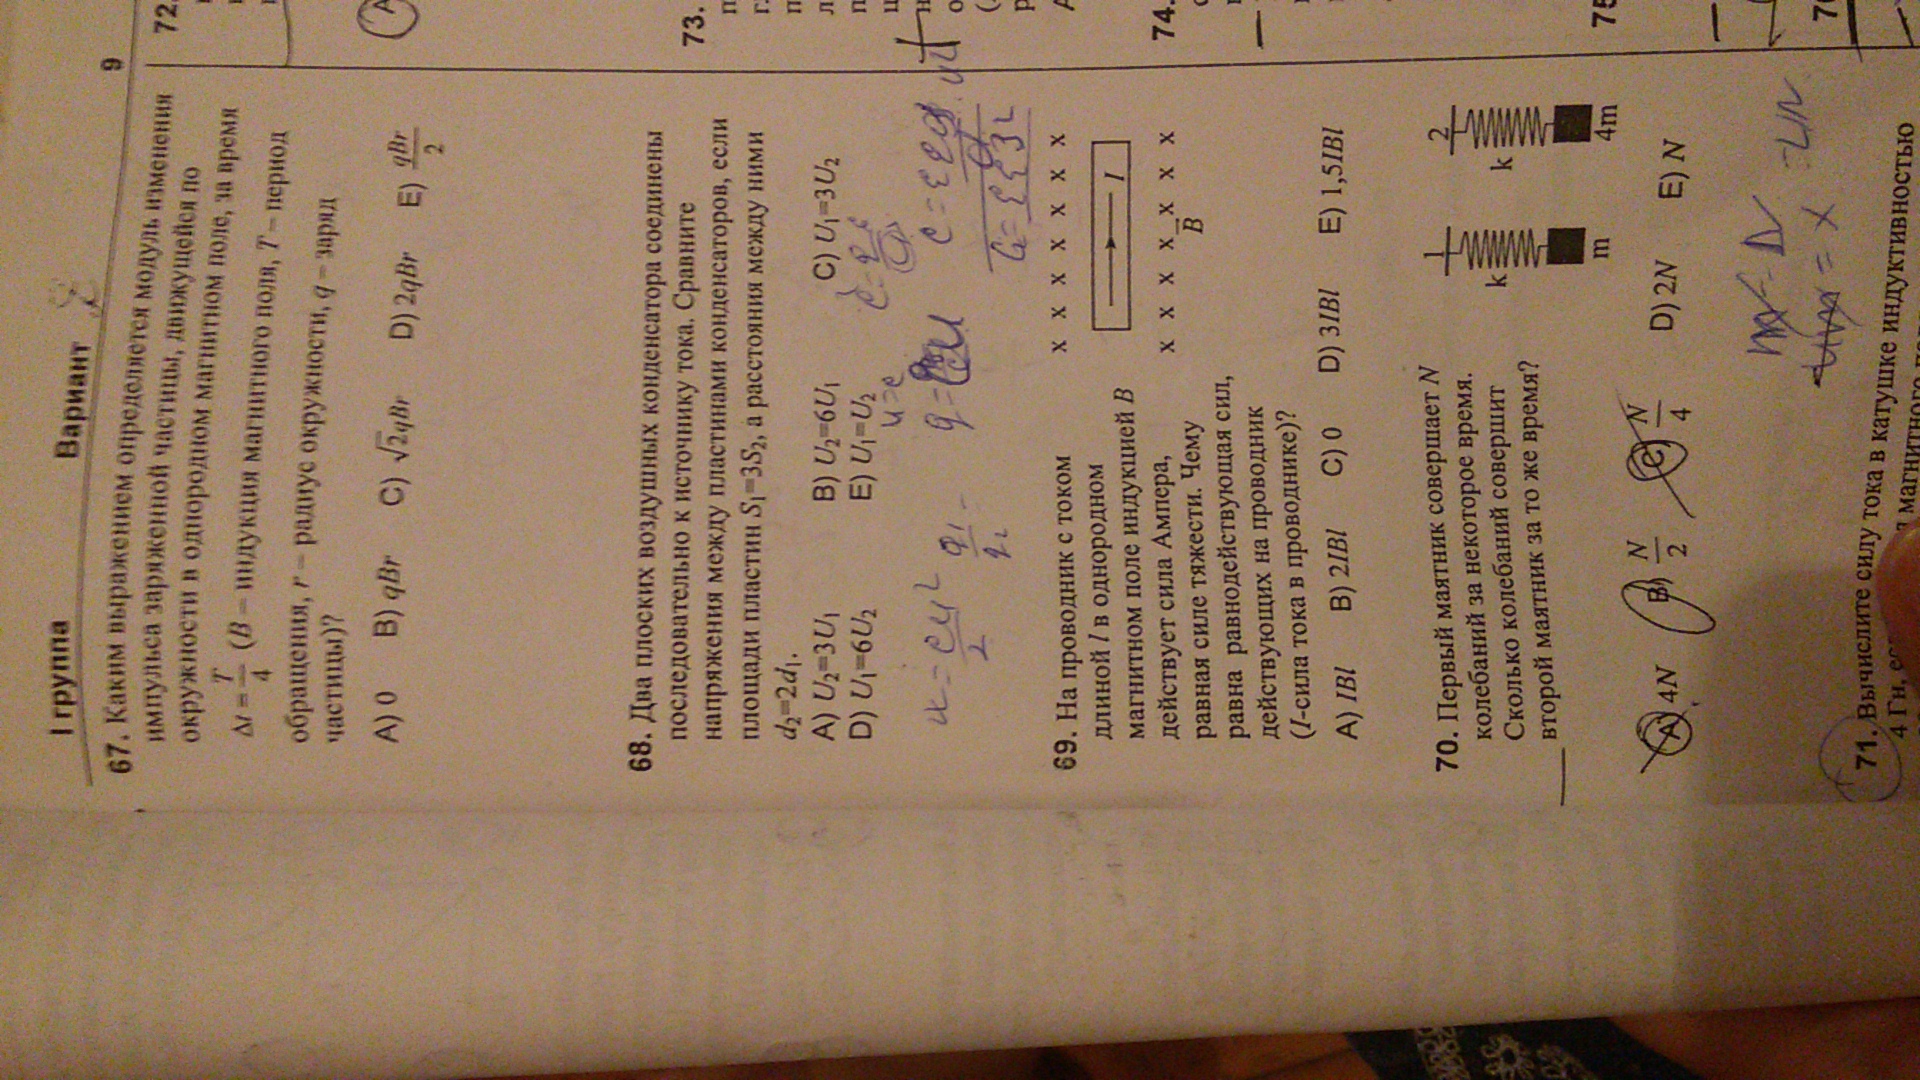 I группа Вариант 9
67. Каким выражением определяется модуль изменения
импульса заряженной частицы, движущейся по
окружности в однородном магнитном поле, за время
Δt = T/4 (B – индукция магнитного поля, T – период
обращения, r – радиус окружности, q – заряд
частицы)?
A) 0 B) qBr C) √2qBr D) 2qBr E) qBr/2
68. Два плоских воздушных конденсатора соединены
последовательно к источнику тока. Сравните
напряжения между пластинами конденсаторов, если
площади пластин S₁=3S₂, а расстояния между ними
d₂=2d₁.
A) U₂=3U₁ B) U₂=6U₁ C) U₁=3U₂
D) U₁=6U₂ E) U₁=U₂
69. На проводник с током
длиной l в однородном
магнитном поле индукцией B
действует сила Ампера,
равная силе тяжести. Чему
равна равнодействующая сил,
действующих на проводник
(I-сила тока в проводнике)?
x x x x x x x
I
x x x x x x x
B
A) IBl B) 2IBl C) 0 D) 3IBl E) 1,5IBl
70. Первый маятник совершает N
колебаний за некоторое время.
Сколько колебаний совершит
второй маятник за то же время?
1 2
k k
m 4m
A) 4N B) N/2 C) N/4 D) 2N E) N
71. Вычислите силу тока в катушке индуктивностью
4 Гн,
72.
73.
74.